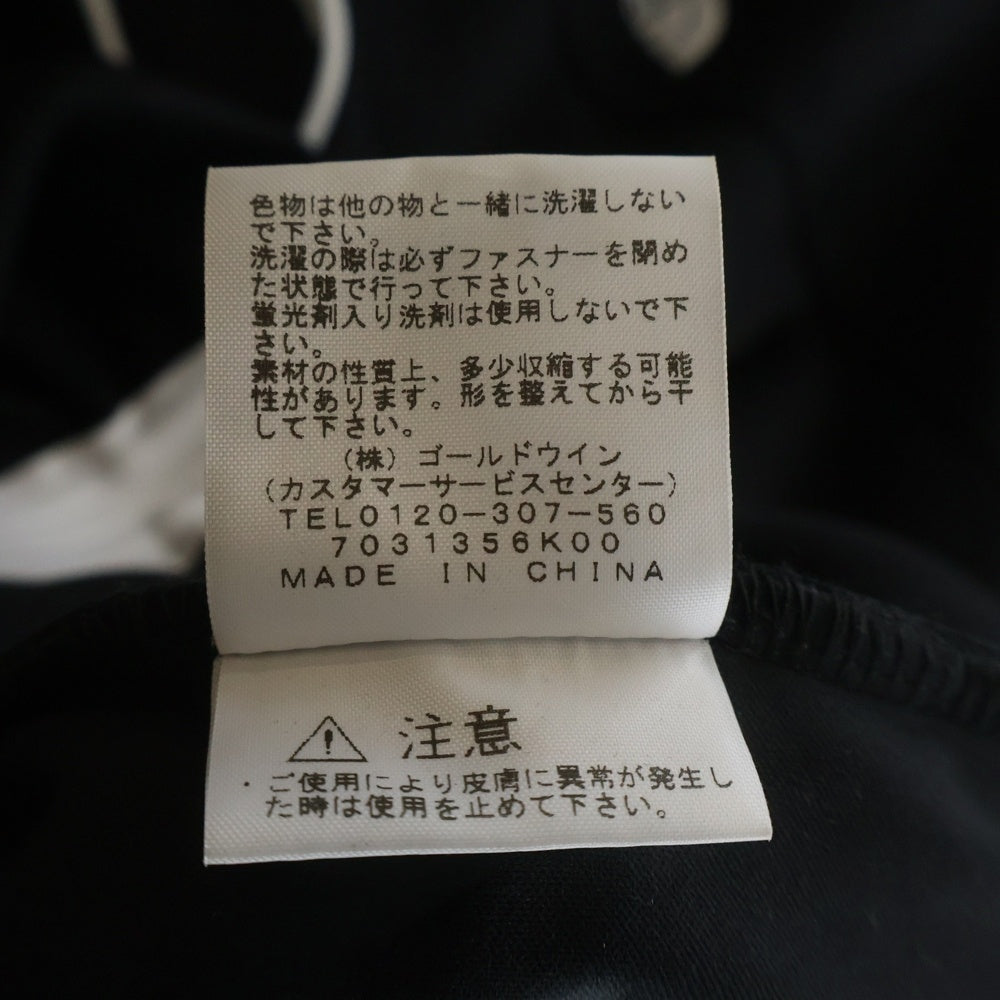 色物は他の物と一緒に洗濯しない
で下さい。
洗濯の際は必ずファスナーを閉め
た状態で行って下さい。
蛍光剤入り洗剤は使用しないで下
さい。
素材の性質上、多少収縮する可能
性があります。形を整えてから干
して下さい。
(株)ゴールドウイン
(カスタマーサービスセンター)
TEL0120-307-560
7031356K00
MADE IN CHINA
注意
・ご使用により皮膚に異常が発生し
た時は使用を止めて下さい。